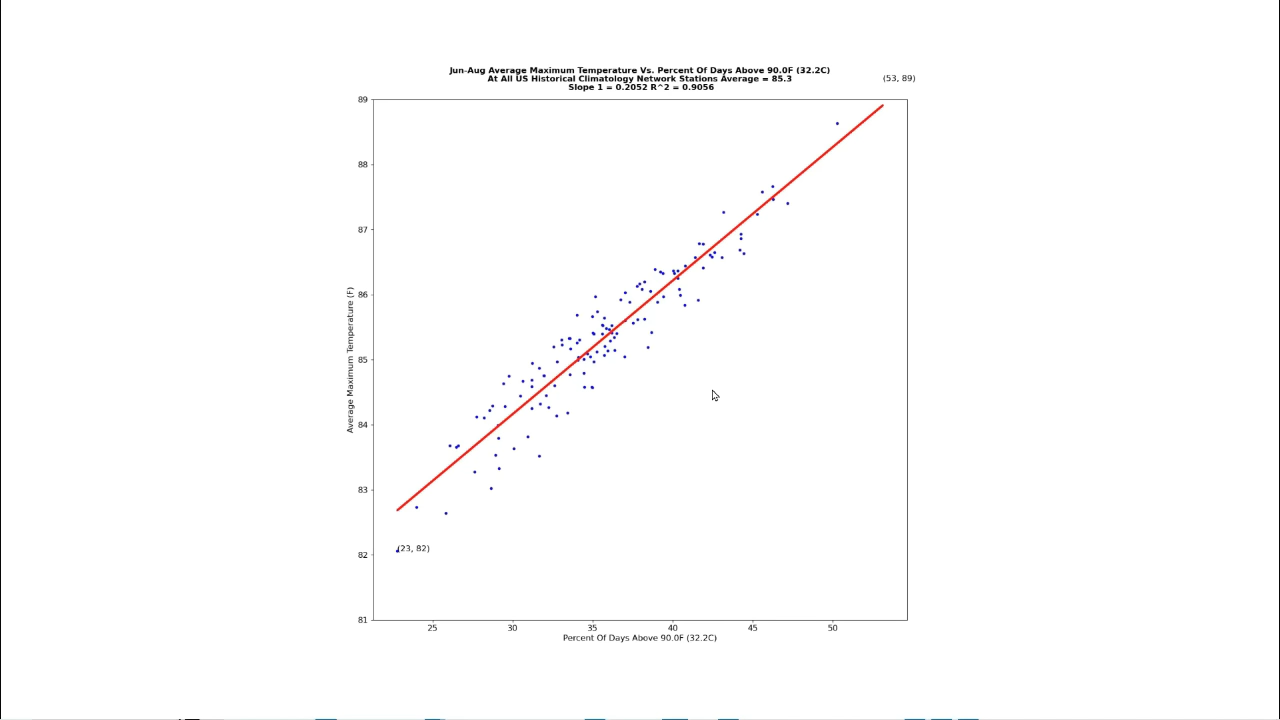 Jun-Aug Average Maximum Temperature Vs. Percent Of Days Above 90.0F (32.2C)
At All US Historical Climatology Network Stations Average = 85.3
(53, 89)
Slope 1 = 0.2052 R^2 = 0.9056
89
88
87
86
85
84
83
82
81
Average Maximum Temperature (F)
(23, 82)
25 30 35 40 45 50
Percent Of Days Above 90.0F (32.2C)